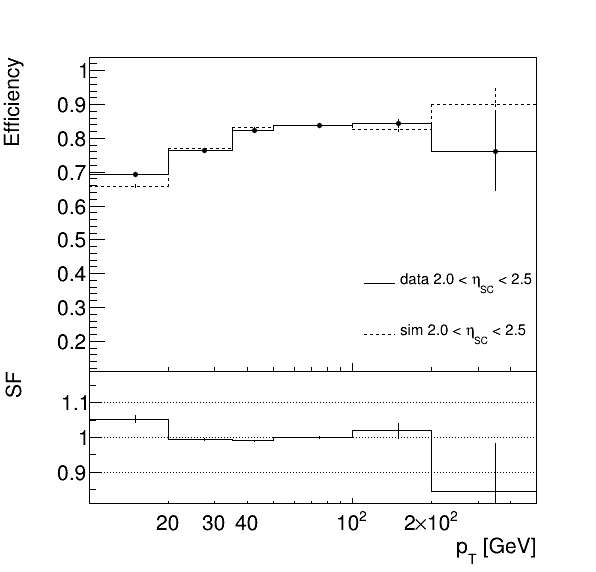 Efficiency
1
0.9
0.8
0.7
0.6
0.5
0.4
0.3
0.2
data 2.0 < η_SC < 2.5
sim 2.0 < η_SC < 2.5
SF
1.1
1
0.9
20 30 40 10² 2×10²
p_T [GeV]